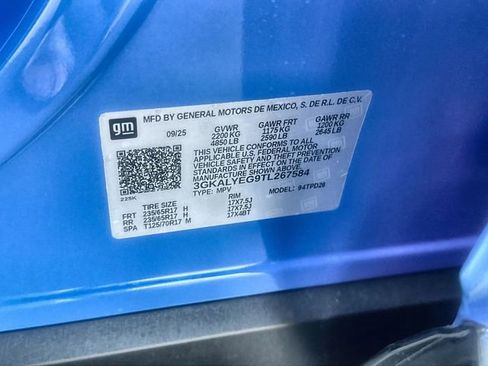 gm
MFD BY GENERAL MOTORS DE MEXICO, S. DE R.L. DE C.V.
09/25 GVWR GAWR FRT GAWR RR
2200 KG 1175 KG 1200 KG
4850 LB 2590 LB 2645 LB
THIS VEHICLE CONFORMS TO ALL
APPLICABLE U.S. FEDERAL MOTOR
VEHICLE SAFETY AND BUMPER
STANDARDS IN EFFECT ON THE DATE OF
MANUFACTURE SHOWN ABOVE.
3GKALYEG9TL267584
TYPE: MPV MODEL: 94TPD26
225K
TIRE SIZE RIM
FRT 235/65R17 H 17X7.5J
RR 235/65R17 H 17X7.5J
SPA T125/70R17 M 17X4BT